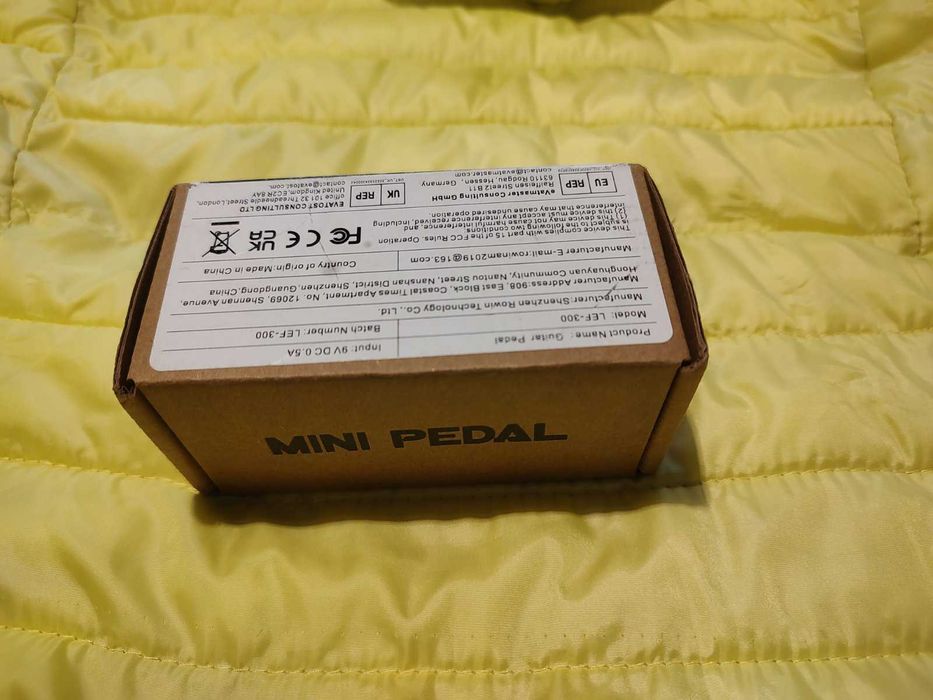 MINI PEDAL
Product Name: Guitar Pedal
Model: LEF-300
Input: 9V DC 0.5A
Batch Number: LEF-300
Manufacturer:Shenzhen Rowin Technology Co., Ltd.
Manufacturer Address:908, East Block, Coastal Times Apartment, No. 12069, Shennan Avenue,
Honghuayuan Community, Nantou Street, Nanshan District, Shenzhen, Guangdong, China
Manufacturer E-mail:rowinam2019@163.com
Country of origin:Made in China
This device complies with part 15 of the FCC Rules. Operation
is subject to the following two conditions:
(1) this device may not cause harmful interference, and
(2) this device must accept any interference received, including
interference that may cause undesired operation.
FC CE UK CA
EU REP
eVatmaster Consulting GmbH
Raiffeisen Street2 B11
63110 Rodgau, Hessen, Germany
contact@evatmaster.com
UK REP
EVATOST CONSULTING LTD
office 101 32 Threadneedle Street,London,
United Kingdom, EC2R 8AY
contact@evatost.com